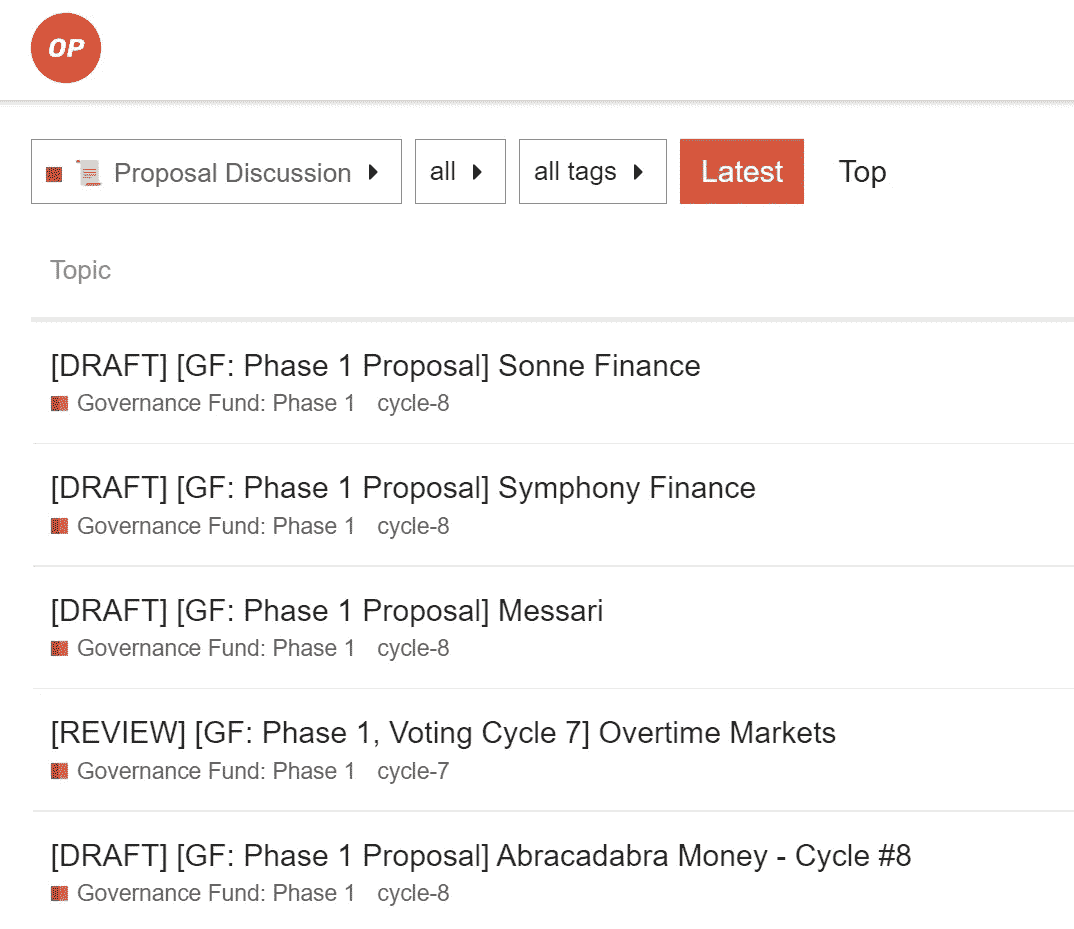 OP
Proposal Discussion all all tags Latest Top
Topic
[DRAFT] [GF: Phase 1 Proposal] Sonne Finance
Governance Fund: Phase 1 cycle-8
[DRAFT] [GF: Phase 1 Proposal] Symphony Finance
Governance Fund: Phase 1 cycle-8
[DRAFT] [GF: Phase 1 Proposal] Messari
Governance Fund: Phase 1 cycle-8
[REVIEW] [GF: Phase 1, Voting Cycle 7] Overtime Markets
Governance Fund: Phase 1 cycle-7
[DRAFT] [GF: Phase 1 Proposal] Abracadabra Money - Cycle #8
Governance Fund: Phase 1 cycle-8